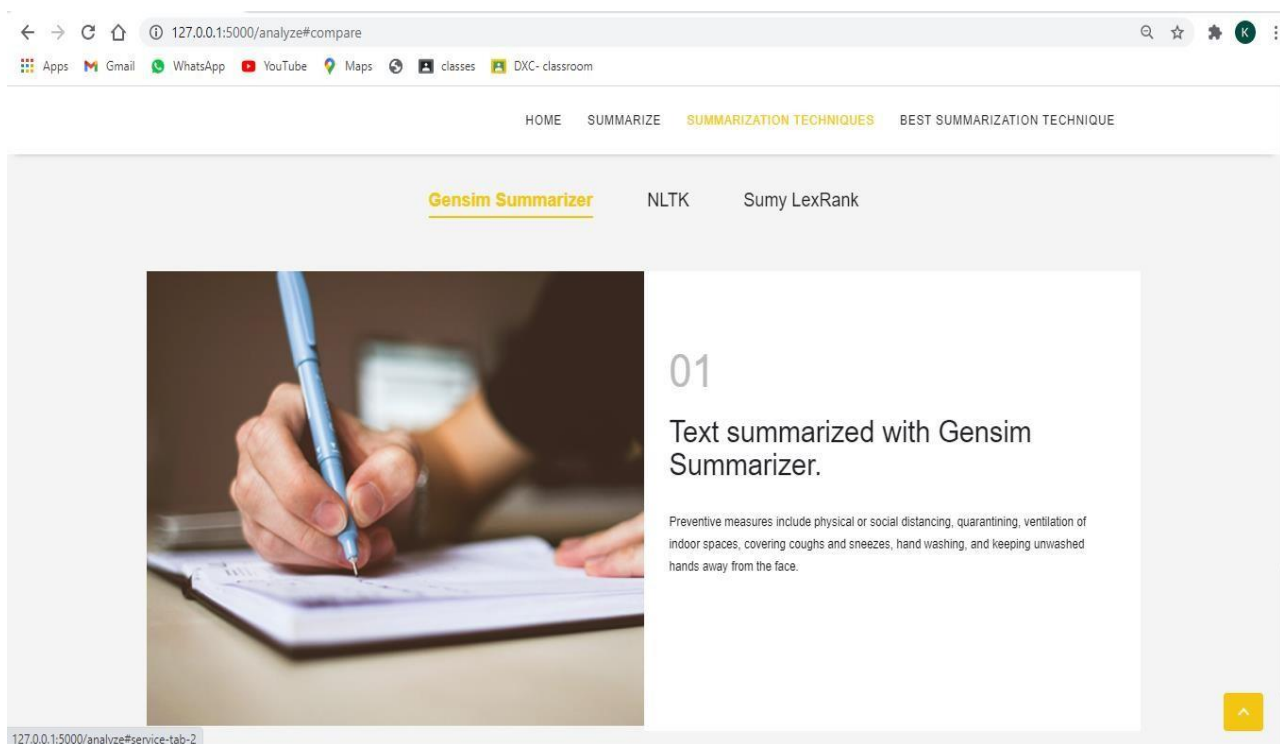 127.0.0.1:5000/analyze#compare
K
Apps Gmail WhatsApp YouTube Maps classes DXC- classroom
HOME SUMMARIZE SUMMARIZATION TECHNIQUES BEST SUMMARIZATION TECHNIQUE
Gensim Summarizer NLTK Sumy LexRank
01
Text summarized with Gensim
Summarizer.
Preventive measures include physical or social distancing, quarantining, ventilation of
indoor spaces, covering coughs and sneezes, hand washing, and keeping unwashed
hands away from the face.
127.0.0.1:5000/analyze#service-tab-2